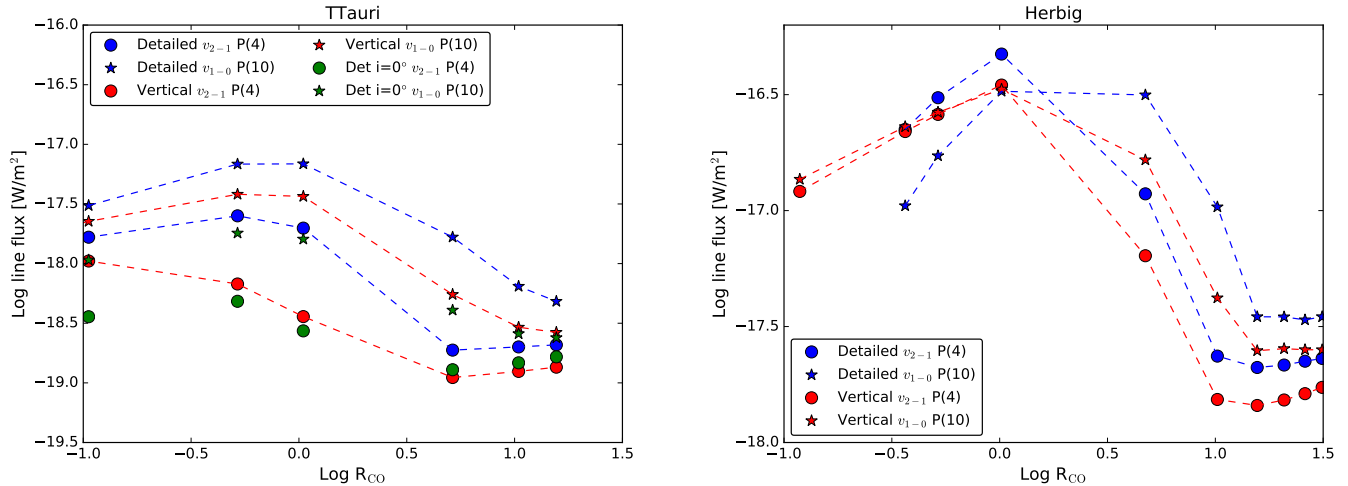 TTauri
Log line flux [W/m²]
−16.0
−16.5
−17.0
−17.5
−18.0
−18.5
−19.0
−19.5
Detailed v₂₋₁ P(4)
Detailed v₁₋₀ P(10)
Vertical v₂₋₁ P(4)
Vertical v₁₋₀ P(10)
Det i=0° v₂₋₁ P(4)
Det i=0° v₁₋₀ P(10)
−1.0 −0.5 0.0 0.5 1.0 1.5
Log R_CO
Herbig
Log line flux [W/m²]
−16.5
−17.0
−17.5
−18.0
Detailed v₂₋₁ P(4)
Detailed v₁₋₀ P(10)
Vertical v₂₋₁ P(4)
Vertical v₁₋₀ P(10)
−1.0 −0.5 0.0 0.5 1.0 1.5
Log R_CO